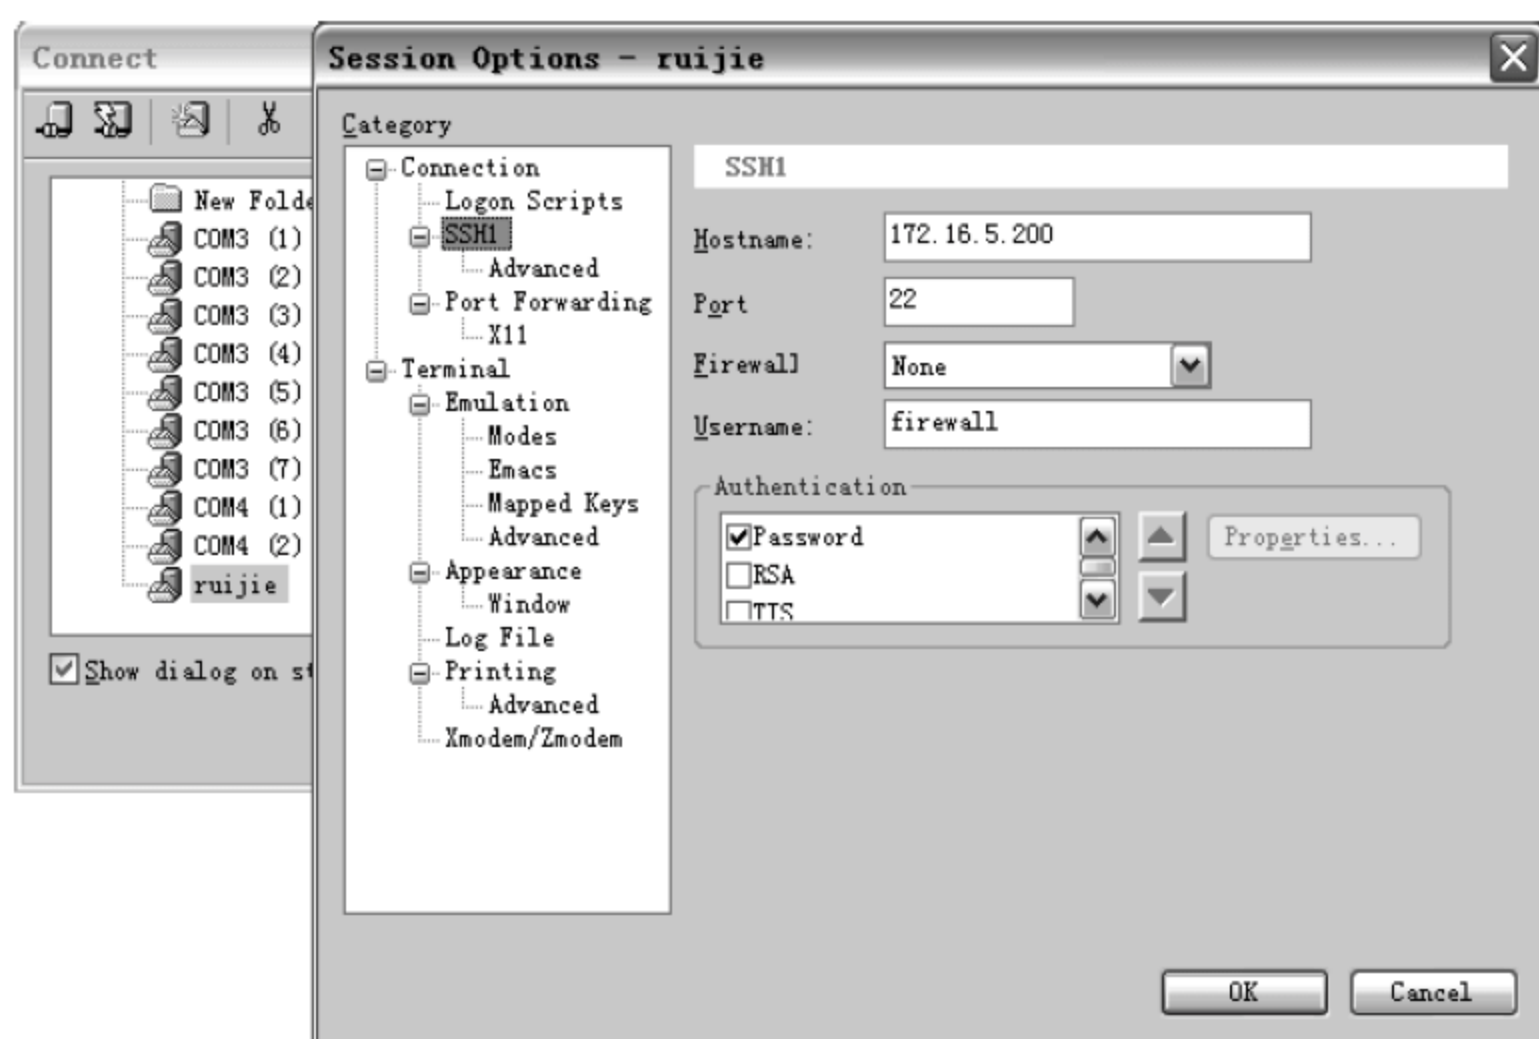 Connect
New Folde
COM3 (1)
COM3 (2)
COM3 (3)
COM3 (4)
COM3 (5)
COM3 (6)
COM3 (7)
COM4 (1)
COM4 (2)
ruijie
Show dialog on st
Session Options - ruijie
Category
Connection
Logon Scripts
SSH1
Advanced
Port Forwarding
X11
Terminal
Emulation
Modes
Emacs
Mapped Keys
Advanced
Appearance
Window
Log File
Printing
Advanced
Xmodem/Zmodem
SSH1
Hostname: 172.16.5.200
Port 22
Firewall None
Username: firewall
Authentication
Password
RSA
TIS
Properties...
OK Cancel